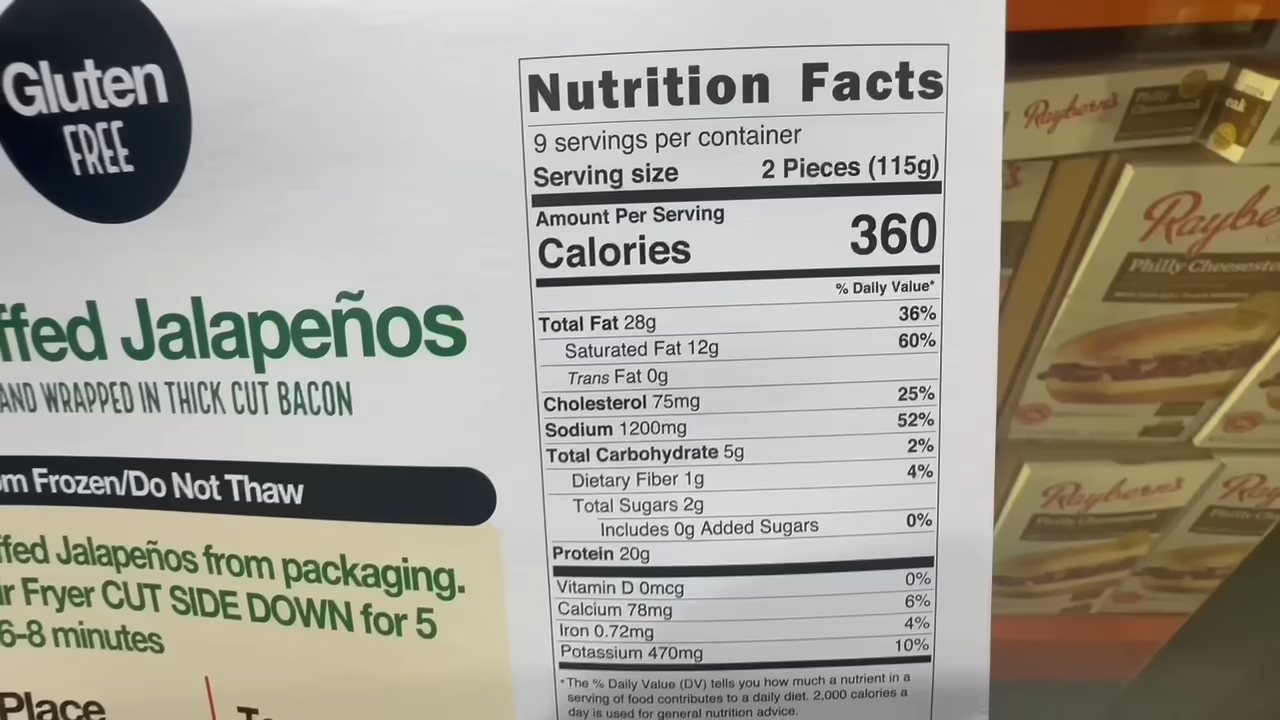 Gluten
FREE
ffed Jalapeños
AND WRAPPED IN THICK CUT BACON
m Frozen/Do Not Thaw
ffed Jalapeños from packaging.
ir Fryer CUT SIDE DOWN for 5
6-8 minutes
Place
Nutrition Facts
9 servings per container
Serving size 2 Pieces (115g)
Amount Per Serving
Calories 360
% Daily Value*
Total Fat 28g 36%
Saturated Fat 12g 60%
Trans Fat 0g
Cholesterol 75mg 25%
Sodium 1200mg 52%
Total Carbohydrate 5g 2%
Dietary Fiber 1g 4%
Total Sugars 2g
Includes 0g Added Sugars 0%
Protein 20g
Vitamin D 0mcg 0%
Calcium 78mg 6%
Iron 0.72mg 4%
Potassium 470mg 10%
*The % Daily Value (DV) tells you how much a nutrient in a
serving of food contributes to a daily diet. 2,000 calories a
day is used for general nutrition advice.
Raybern's
Philly
oak
Raybe
Philly Cheeseste
Raybern's
Ray